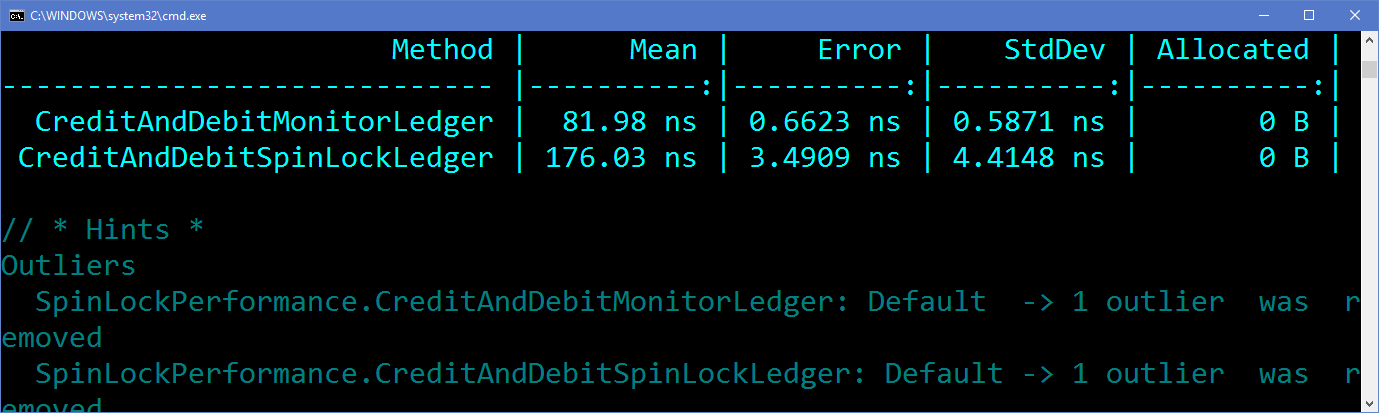 C:\WINDOWS\system32\cmd.exe
Method | Mean | Error | StdDev | Allocated |
----------------------------- |----------:|----------:|----------:|----------:|
CreditAndDebitMonitorLedger | 81.98 ns | 0.6623 ns | 0.5871 ns | 0 B |
CreditAndDebitSpinLockLedger | 176.03 ns | 3.4909 ns | 4.4148 ns | 0 B |
// * Hints *
Outliers
SpinLockPerformance.CreditAndDebitMonitorLedger: Default -> 1 outlier was r
emoved
SpinLockPerformance.CreditAndDebitSpinLockLedger: Default -> 1 outlier was r
emoved